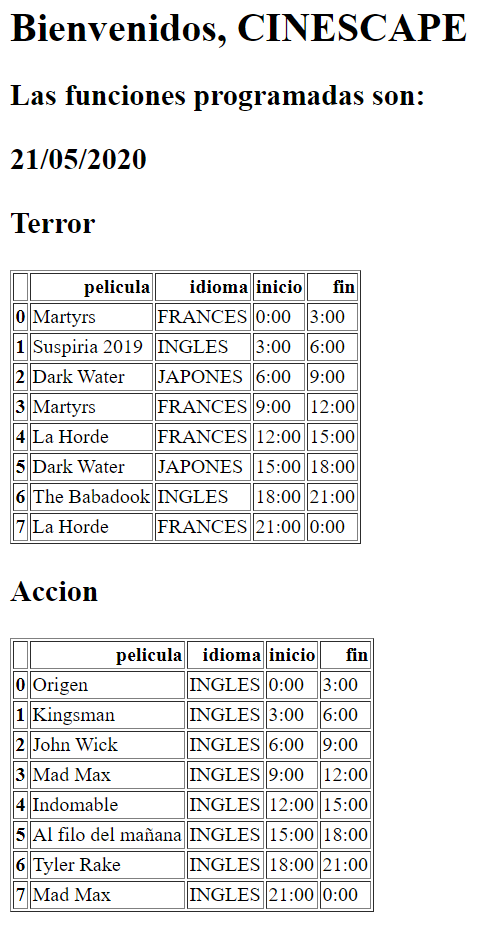 Bienvenidos, CINESCAPE
Las funciones programadas son:
21/05/2020
Terror
pelicula idioma inicio fin
0 Martyrs FRANCES 0:00 3:00
1 Suspiria 2019 INGLES 3:00 6:00
2 Dark Water JAPONES 6:00 9:00
3 Martyrs FRANCES 9:00 12:00
4 La Horde FRANCES 12:00 15:00
5 Dark Water JAPONES 15:00 18:00
6 The Babadook INGLES 18:00 21:00
7 La Horde FRANCES 21:00 0:00
Accion
pelicula idioma inicio fin
0 Origen INGLES 0:00 3:00
1 Kingsman INGLES 3:00 6:00
2 John Wick INGLES 6:00 9:00
3 Mad Max INGLES 9:00 12:00
4 Indomable INGLES 12:00 15:00
5 Al filo del mañana INGLES 15:00 18:00
6 Tyler Rake INGLES 18:00 21:00
7 Mad Max INGLES 21:00 0:00